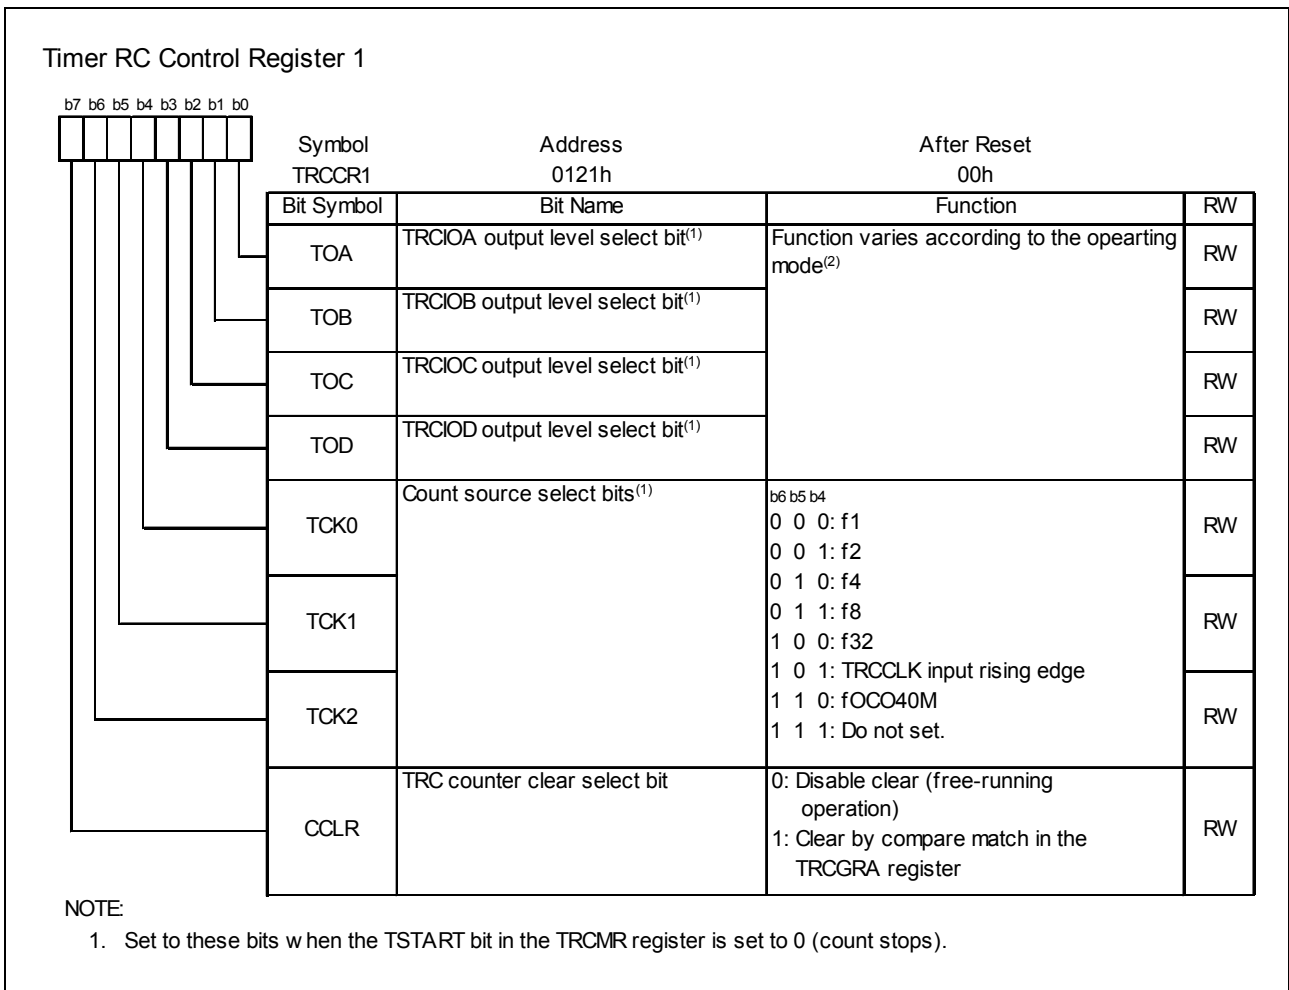 Timer RC Control Register 1
b7 b6 b5 b4 b3 b2 b1 b0
Symbol Address After Reset
TRCCR1 0121h 00h
Bit Symbol Bit Name Function RW
TOA TRCIOA output level select bit(1) Function varies according to the opearting mode(2) RW
TOB TRCIOB output level select bit(1) RW
TOC TRCIOC output level select bit(1) RW
TOD TRCIOD output level select bit(1) RW
Count source select bits(1)
b6 b5 b4
TCK0 0 0 0: f1 RW
0 0 1: f2
0 1 0: f4
TCK1 0 1 1: f8 RW
1 0 0: f32
1 0 1: TRCCLK input rising edge
TCK2 1 1 0: fOCO40M RW
1 1 1: Do not set.
TRC counter clear select bit 0: Disable clear (free-running
operation)
CCLR 1: Clear by compare match in the RW
TRCGRA register
NOTE:
1. Set to these bits when the TSTART bit in the TRCMR register is set to 0 (count stops).